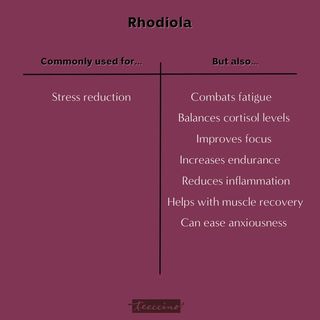 Rhodiola
Commonly used for...
But also...
Stress reduction
Combats fatigue
Balances cortisol levels
Improves focus
Increases endurance
Reduces inflammation
Helps with muscle recovery
Can ease anxiousness
teeccino